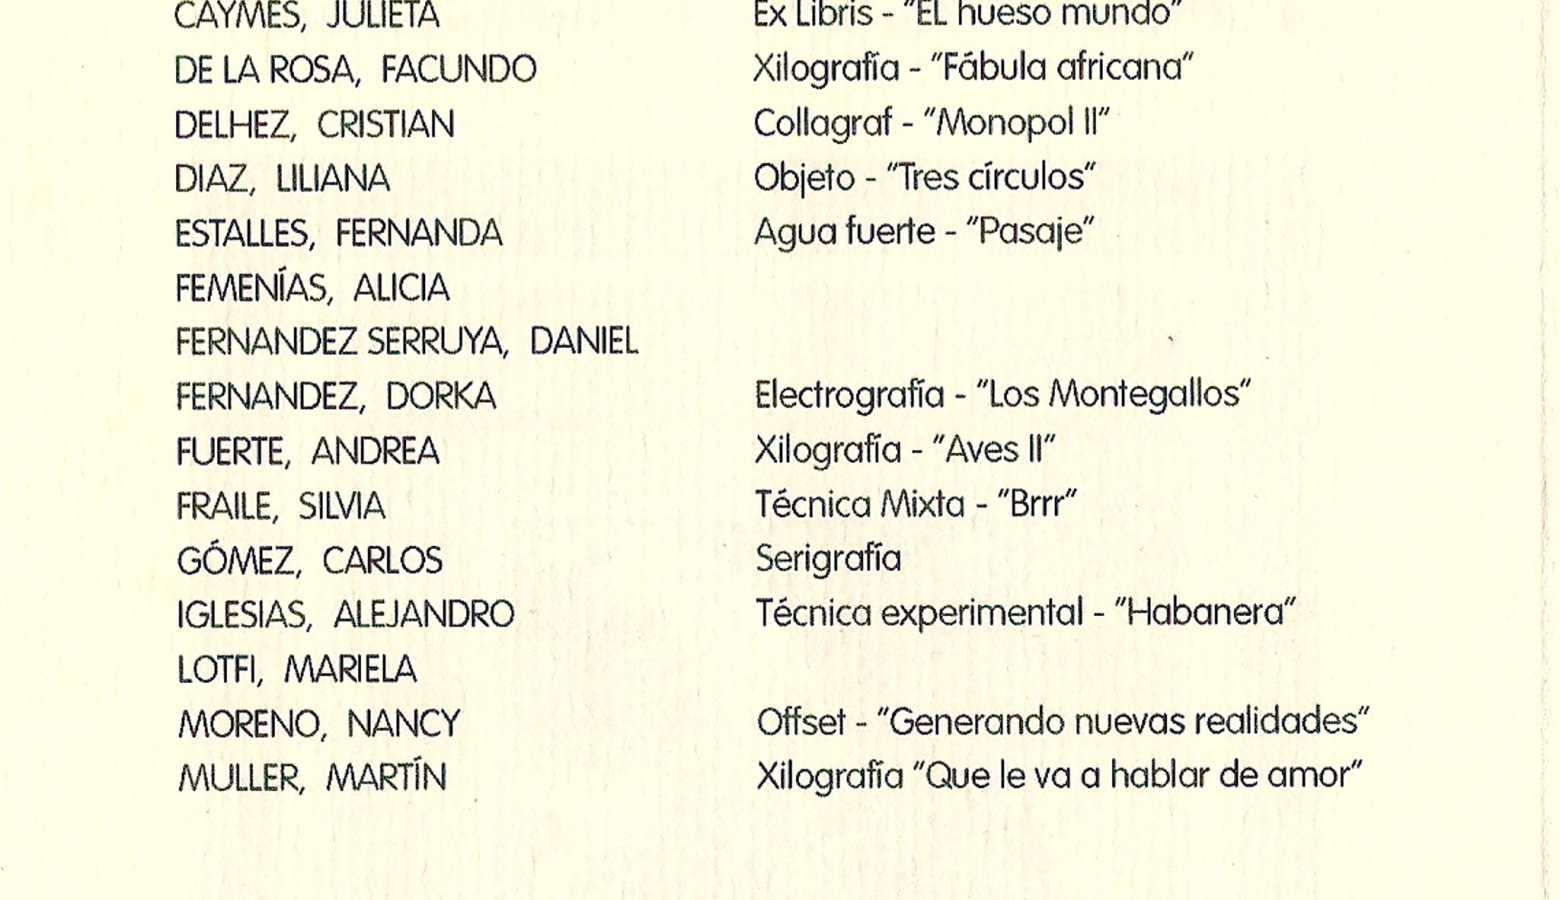 CAYMES, JULIETA Ex Libris - "EL hueso mundo"
DE LA ROSA, FACUNDO Xilografía - "Fábula africana"
DELHEZ, CRISTIAN Collagraf - "Monopol II"
DIAZ, LILIANA Objeto - "Tres círculos"
ESTALLES, FERNANDA Agua fuerte - "Pasaje"
FEMENÍAS, ALICIA
FERNANDEZ SERRUYA, DANIEL
FERNANDEZ, DORKA Electrografía - "Los Montegallos"
FUERTE, ANDREA Xilografía - "Aves II"
FRAILE, SILVIA Técnica Mixta - "Brrr"
GÓMEZ, CARLOS Serigrafía
IGLESIAS, ALEJANDRO Técnica experimental - "Habanera"
LOTFI, MARIELA
MORENO, NANCY Offset - "Generando nuevas realidades"
MULLER, MARTÍN Xilografía "Que le va a hablar de amor"